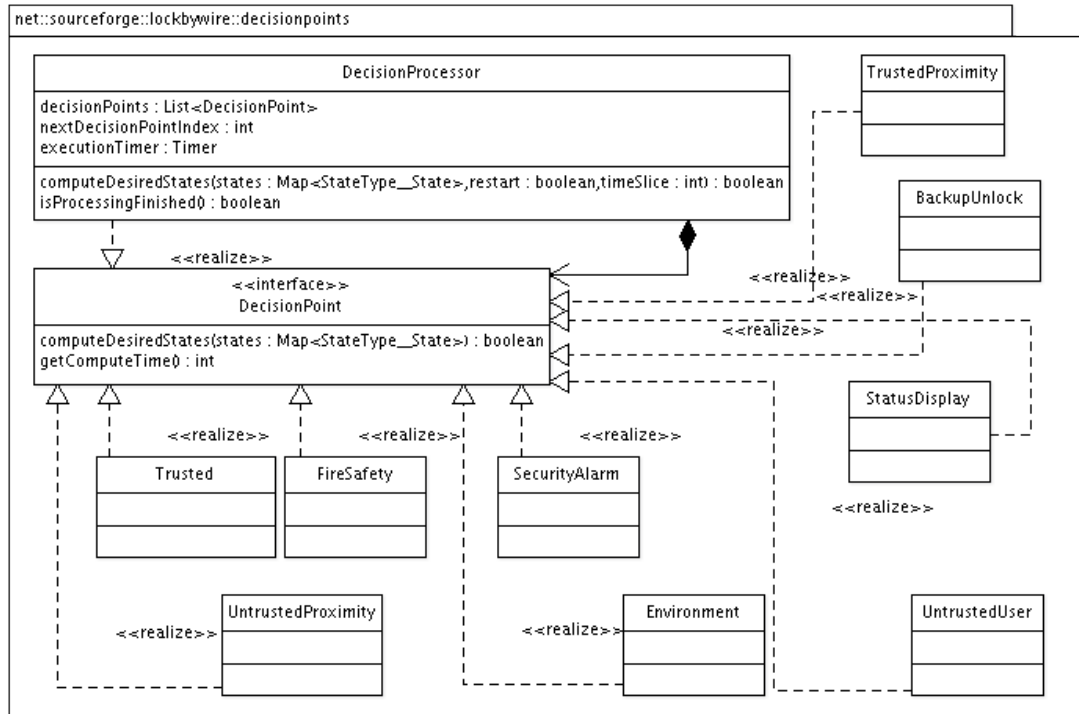 net::sourceforge::lockbywire::decisionpoints
DecisionProcessor
decisionPoints : List<DecisionPoint>
nextDecisionPointIndex : int
executionTimer : Timer
computeDesiredStates(states : Map<StateType__State>,restart : boolean,timeSlice : int) : boolean
isProcessingFinished() : boolean
TrustedProximity
BackupUnlock
<<realize>>
<<interface>>
DecisionPoint
computeDesiredStates(states : Map<StateType__State>) : boolean
getComputeTime() : int
<<realize>>
<<realize>>
<<realize>>
StatusDisplay
<<realize>>
<<realize>>
<<realize>>
Trusted
FireSafety
SecurityAlarm
<<realize>>
UntrustedProximity
<<realize>>
Environment
<<realize>>
UntrustedUser